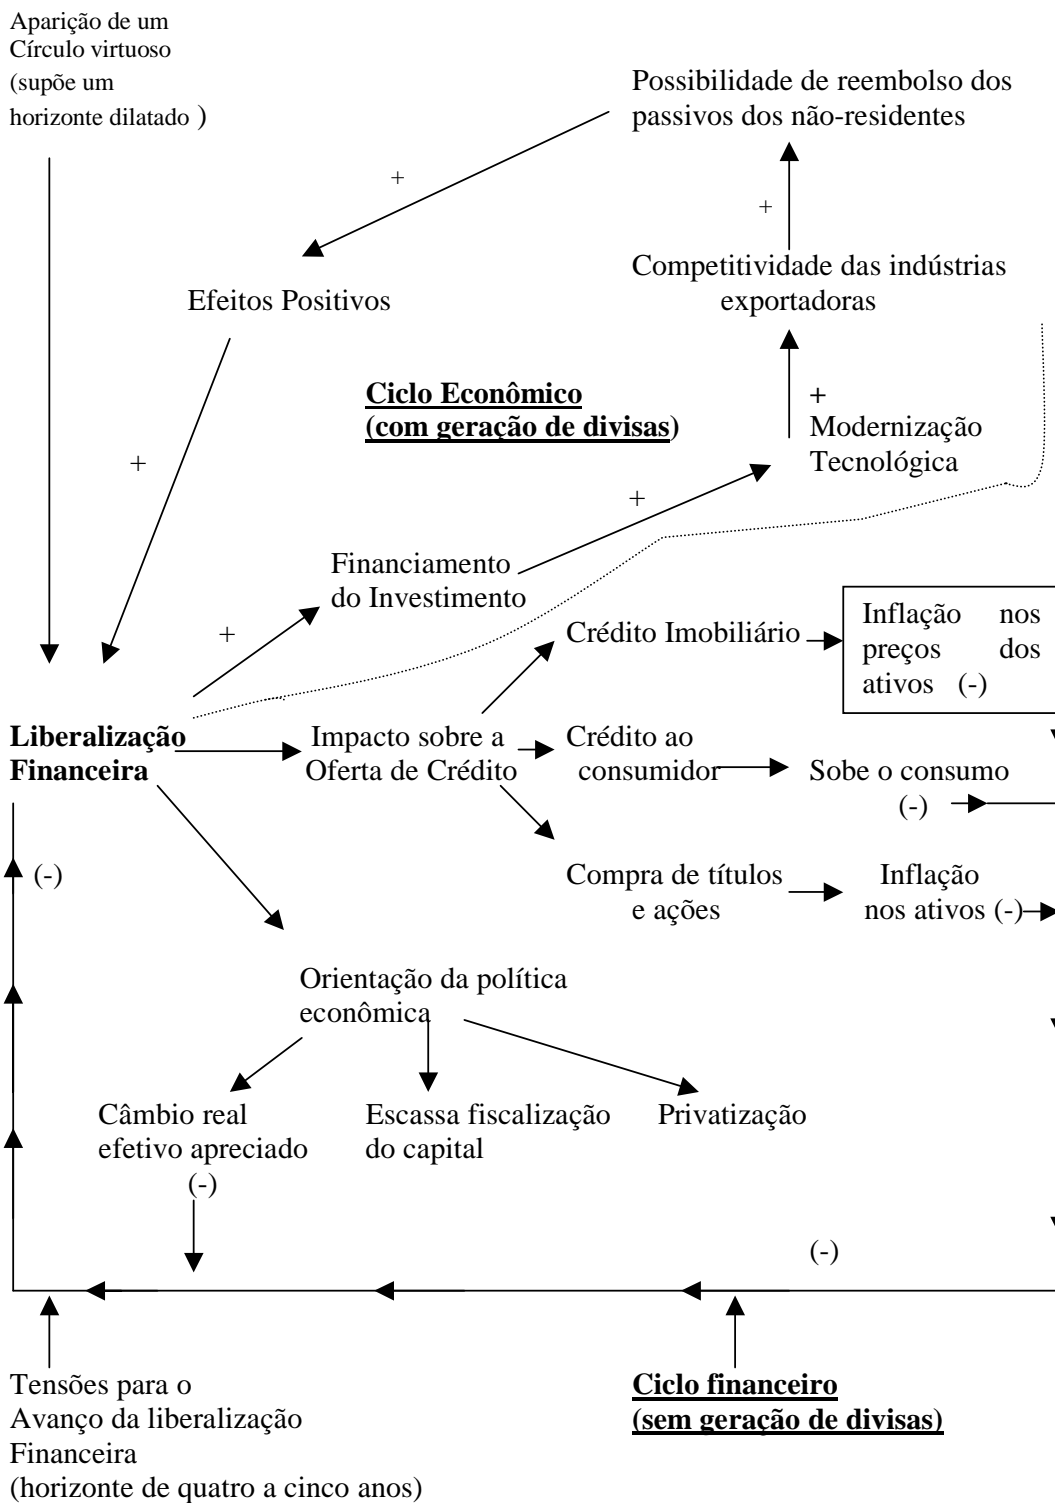 Aparição de um
Círculo virtuoso
(supõe um
horizonte dilatado )
Possibilidade de reembolso dos
passivos dos não-residentes
+
+
Competitividade das indústrias
exportadoras
Efeitos Positivos
Ciclo Econômico
(com geração de divisas)
+
Modernização
Tecnológica
+
+
Financiamento
do Investimento
+
Crédito Imobiliário
Inflação nos
preços dos
ativos (-)
Liberalização
Financeira
Impacto sobre a
Oferta de Crédito
Crédito ao
consumidor
Sobe o consumo
(-)
(-)
Compra de títulos
e ações
Inflação
nos ativos (-)
Orientação da política
econômica
Câmbio real
efetivo apreciado
(-)
Escassa fiscalização
do capital
Privatização
(-)
Tensões para o
Avanço da liberalização
Financeira
(horizonte de quatro a cinco anos)
Ciclo financeiro
(sem geração de divisas)